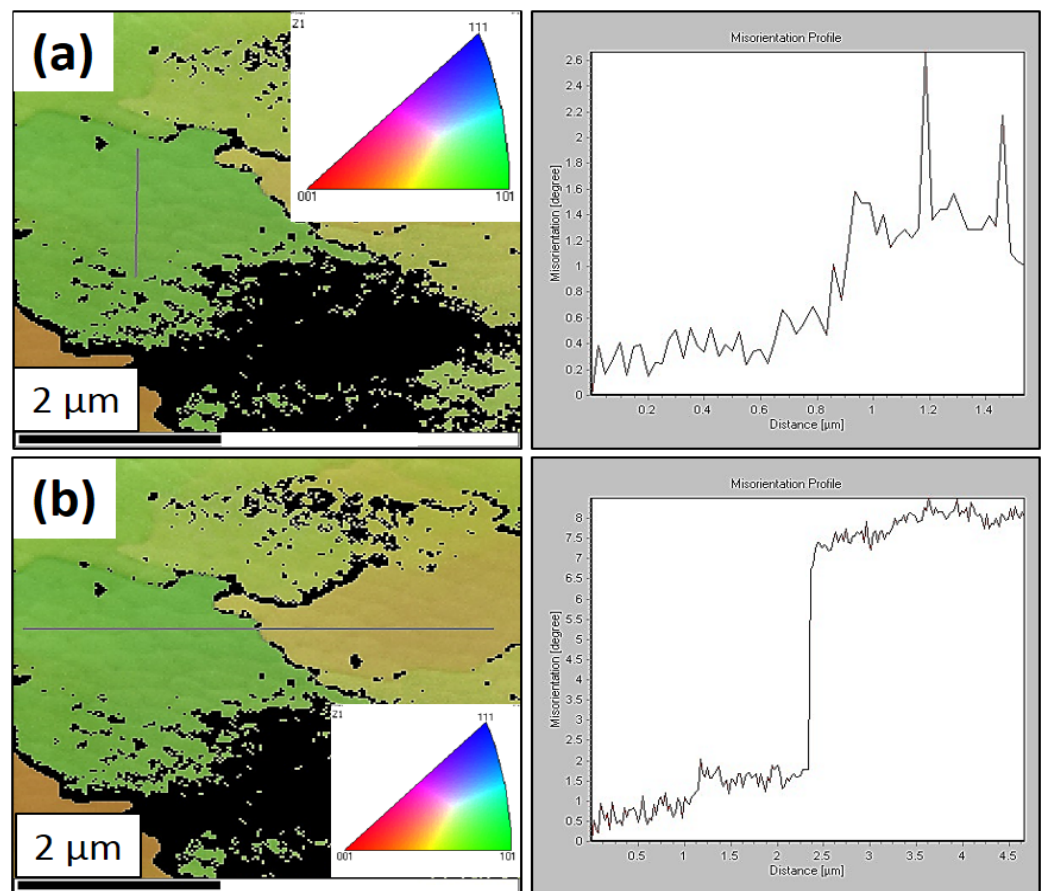 (a)
Z1
111
001
101
2 μm
Misorientation Profile
Misorientation [degree]
2.6
2.4
2.2
2
1.8
1.6
1.4
1.2
1
0.8
0.6
0.4
0.2
0
0.2 0.4 0.6 0.8 1 1.2 1.4
Distance [μm]
(b)
Z1
111
001
101
2 μm
Misorientation Profile
Misorientation [degree]
8
7.5
7
6.5
6
5.5
5
4.5
4
3.5
3
2.5
2
1.5
1
0.5
0
0.5 1 1.5 2 2.5 3 3.5 4 4.5
Distance [μm]